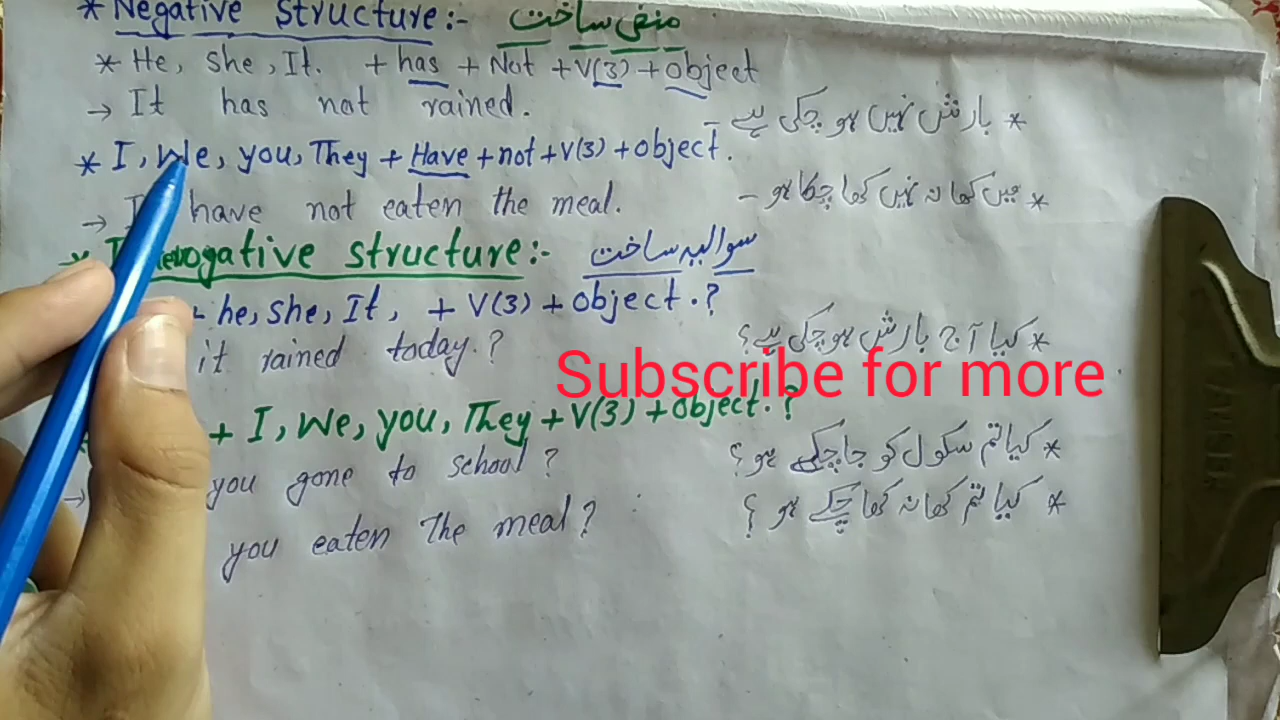 * Negative Structure:- منفی ساخت
* He, She, It. + has + Not + V(3) + Object
→ It has not rained. * بارش نہیں ہو چکی ہے -
* I, We, you, They + Have + not + V(3) + Object.
→ I have not eaten the meal. * میں کھانہ نہیں کھا چکا ہو -
* structure:- سوالیہ ساخت
+ he, She, It, + V(3) + Object.?
it rained today.? * کیا آج بارش ہو چکی ہے؟
Subscribe for more
+ I, We, you, They + V(3) + Object.?
→ you gone to school? * کیا تم سکول کو جا چکے ہو؟
you eaten The meal? * کیا تم کھانہ کھا چکے ہو؟